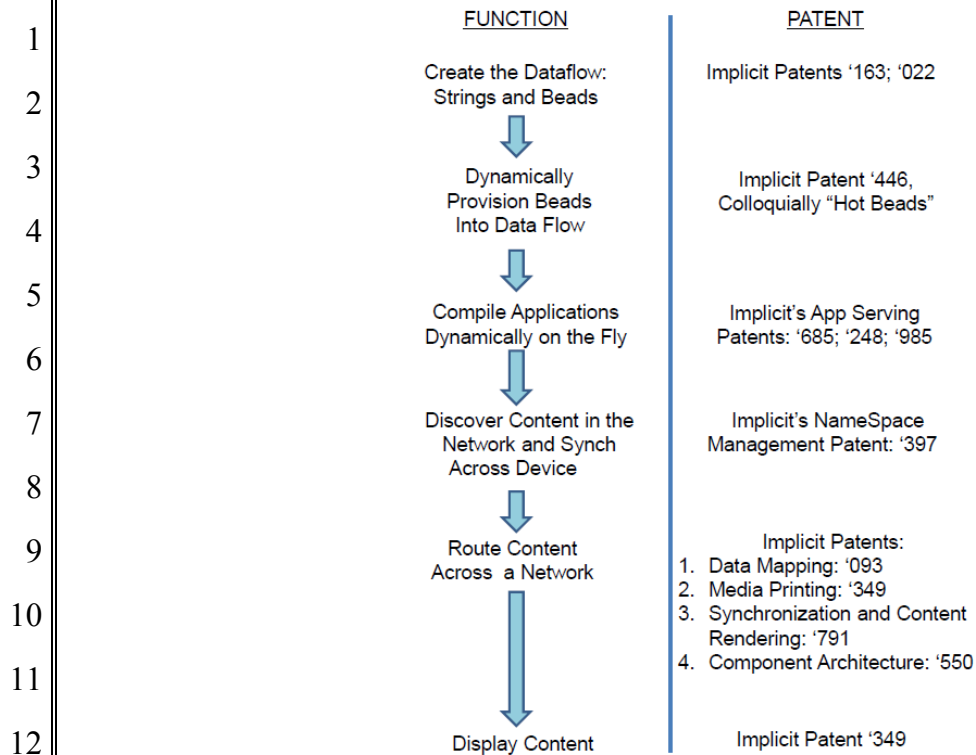 FUNCTION PATENT
1
Create the Dataflow: Implicit Patents ‘163; ‘022
2 Strings and Beads
3 Dynamically Implicit Patent ‘446,
Provision Beads Colloquially “Hot Beads”
4 Into Data Flow
5 Compile Applications Implicit’s App Serving
Dynamically on the Fly Patents: ‘685; ‘248; ‘985
6
7 Discover Content in the Implicit’s NameSpace
Network and Synch Management Patent: ‘397
Across Device
8
9 Route Content Implicit Patents:
Across a Network 1. Data Mapping: ‘093
2. Media Printing: ‘349
10 3. Synchronization and Content
Rendering: ‘791
11 4. Component Architecture: ‘550
12 Display Content Implicit Patent ‘349